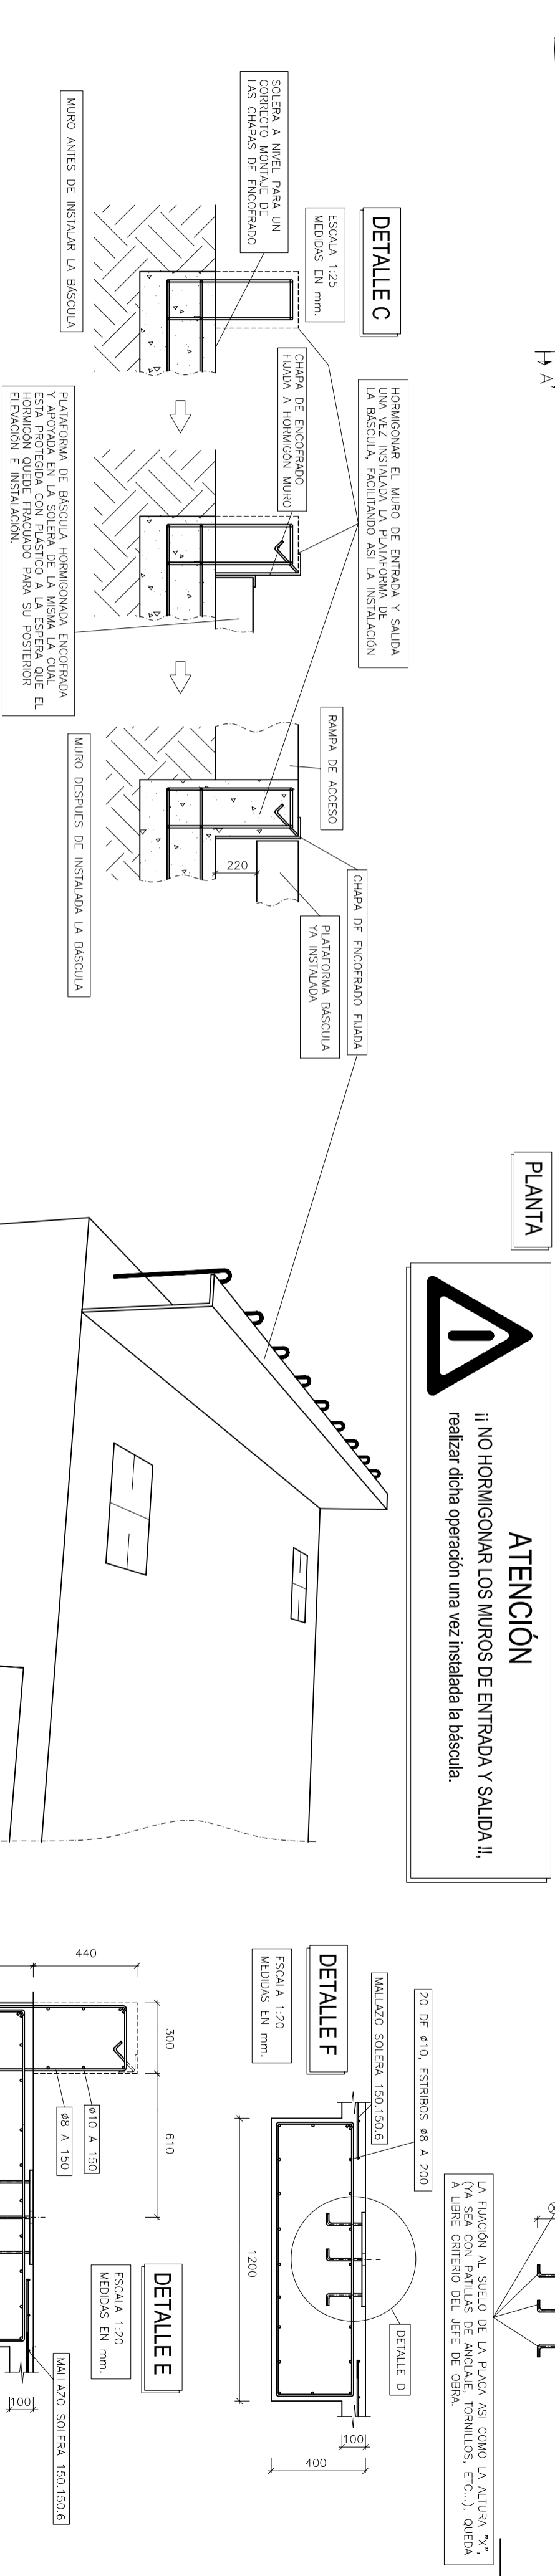 A'
PLANTA
ATENCIÓN
¡¡ NO HORMIGONAR LOS MUROS DE ENTRADA Y SALIDA !!,
realizar dicha operación una vez instalada la báscula.
DETALLE C
ESCALA 1:25
MEDIDAS EN mm.
HORMIGONAR EL MURO DE ENTRADA Y SALIDA
UNA VEZ INSTALADA LA PLATAFORMA DE
LA BÁSCULA, FACILITANDO ASI LA INSTALACIÓN
SOLERA A NIVEL PARA UN
CORRECTO MONTAJE DE
LAS CHAPAS DE ENCOFRADO
CHAPA DE ENCOFRADO
FIJADA A HORMIGÓN MURO
RAMPA DE ACCESO
CHAPA DE ENCOFRADO FIJADA
PLATAFORMA BÁSCULA
YA INSTALADA
220
MURO ANTES DE INSTALAR LA BÁSCULA
PLATAFORMA DE BÁSCULA HORMIGONADA ENCOFRADA
Y APOYADA EN LA SOLERA DE LA MISMA LA CUAL
ESTA PROTEGIDA CON PLÁSTICO A LA ESPERA QUE EL
HORMIGÓN QUEDE FRAGUADO PARA SU POSTERIOR
ELEVACIÓN E INSTALACIÓN.
MURO DESPUES DE INSTALADA LA BÁSCULA
LA FIJACIÓN AL SUELO DE LA PLACA ASI COMO LA ALTURA "X",
(YA SEA CON PATILLAS DE ANCLAJE, TORNILLOS, ETC...), QUEDA
A LIBRE CRITERIO DEL JEFE DE OBRA.
20 DE ø10, ESTRIBOS ø8 A 200
MALLAZO SOLERA 150.150.6
DETALLE F
ESCALA 1:20
MEDIDAS EN mm.
DETALLE D
100
400
1200
DETALLE E
ESCALA 1:20
MEDIDAS EN mm.
300
610
440
ø10 A 150
ø8 A 150
MALLAZO SOLERA 150.150.6
100